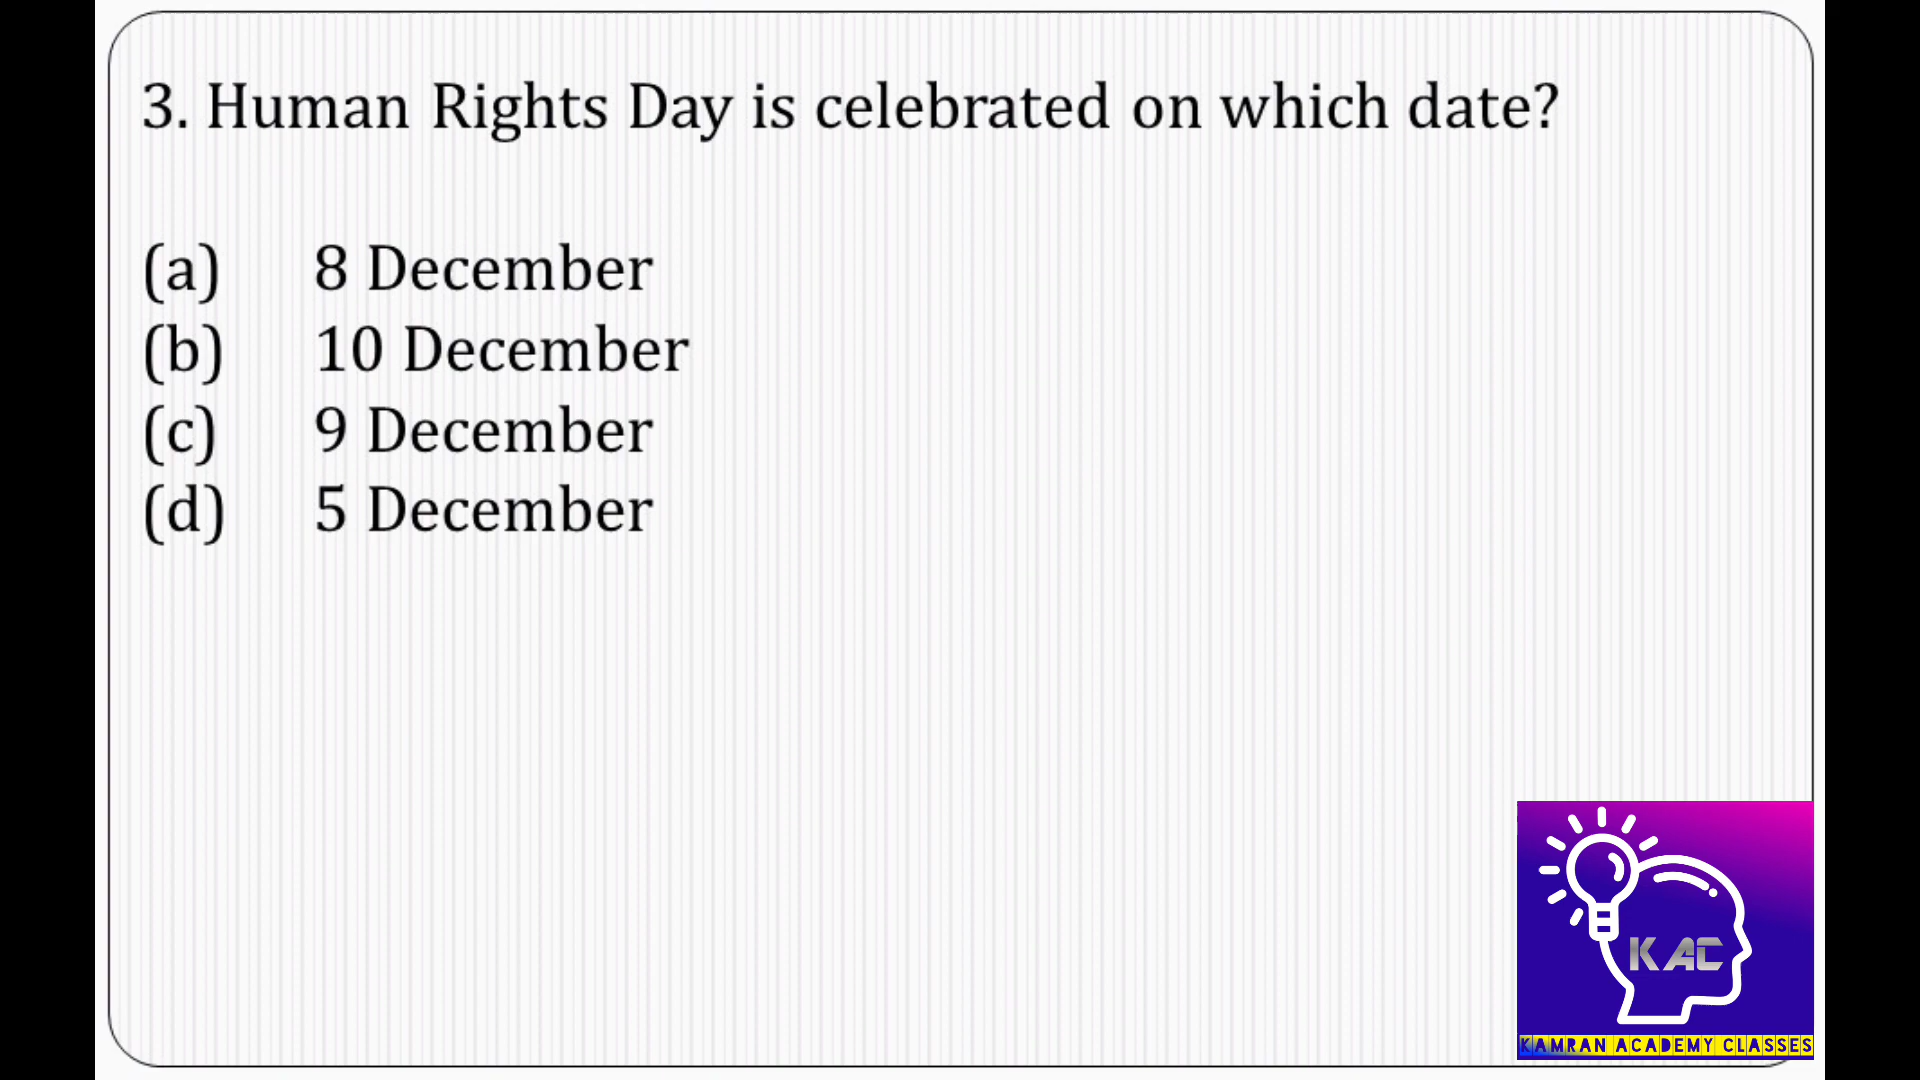 3. Human Rights Day is celebrated on which date?
(a) 8 December
(b) 10 December
(c) 9 December
(d) 5 December
KAC
KAMRAN ACADEMY CLASSES